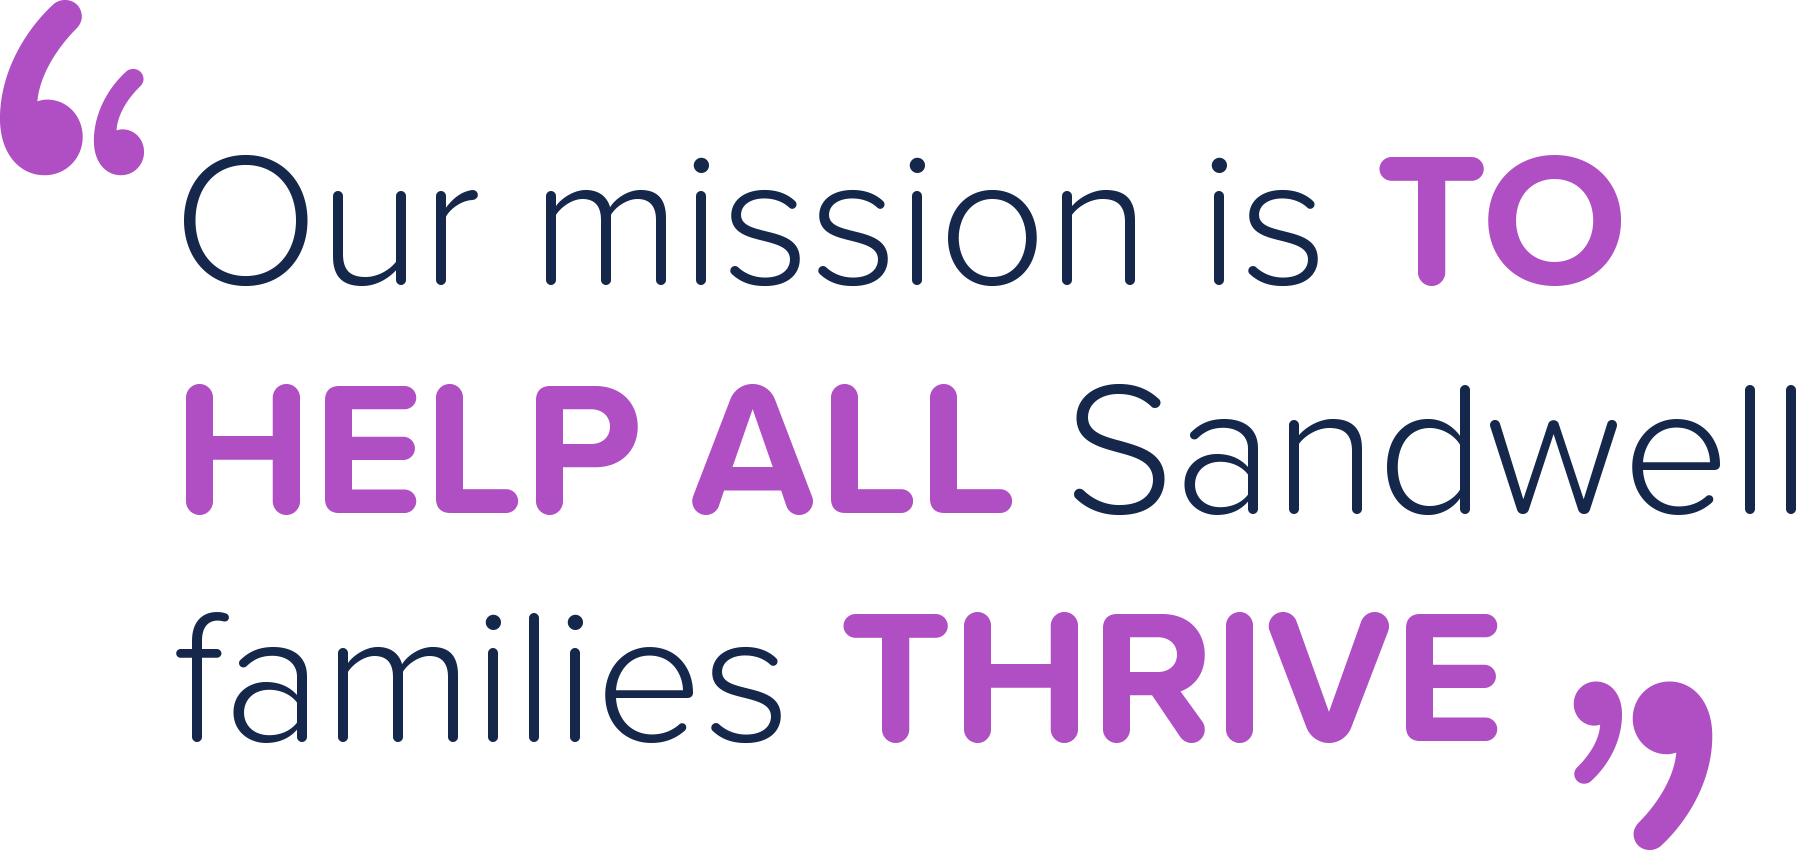 “Our mission is TO
HELP ALL Sandwell
families THRIVE”